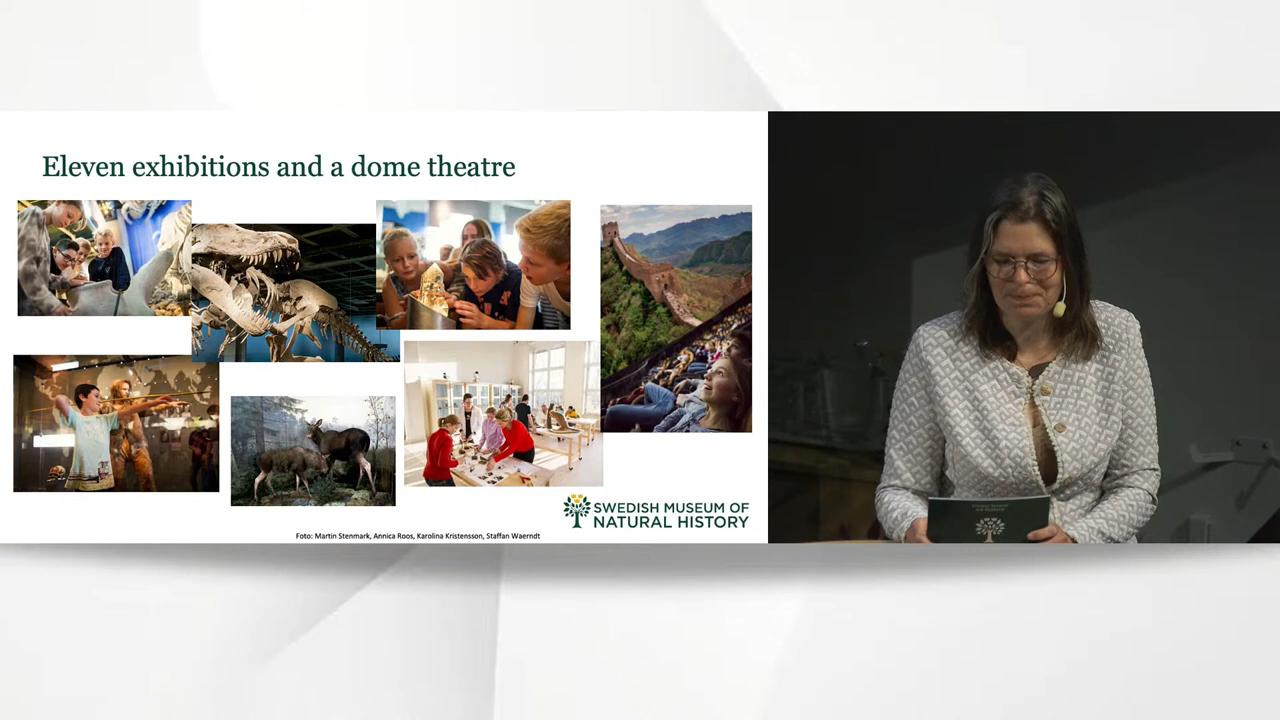 Eleven exhibitions and a dome theatre
SWEDISH MUSEUM OF
NATURAL HISTORY
Foto: Martin Stenmark, Annica Roos, Karolina Kristensson, Staffan Waerndt